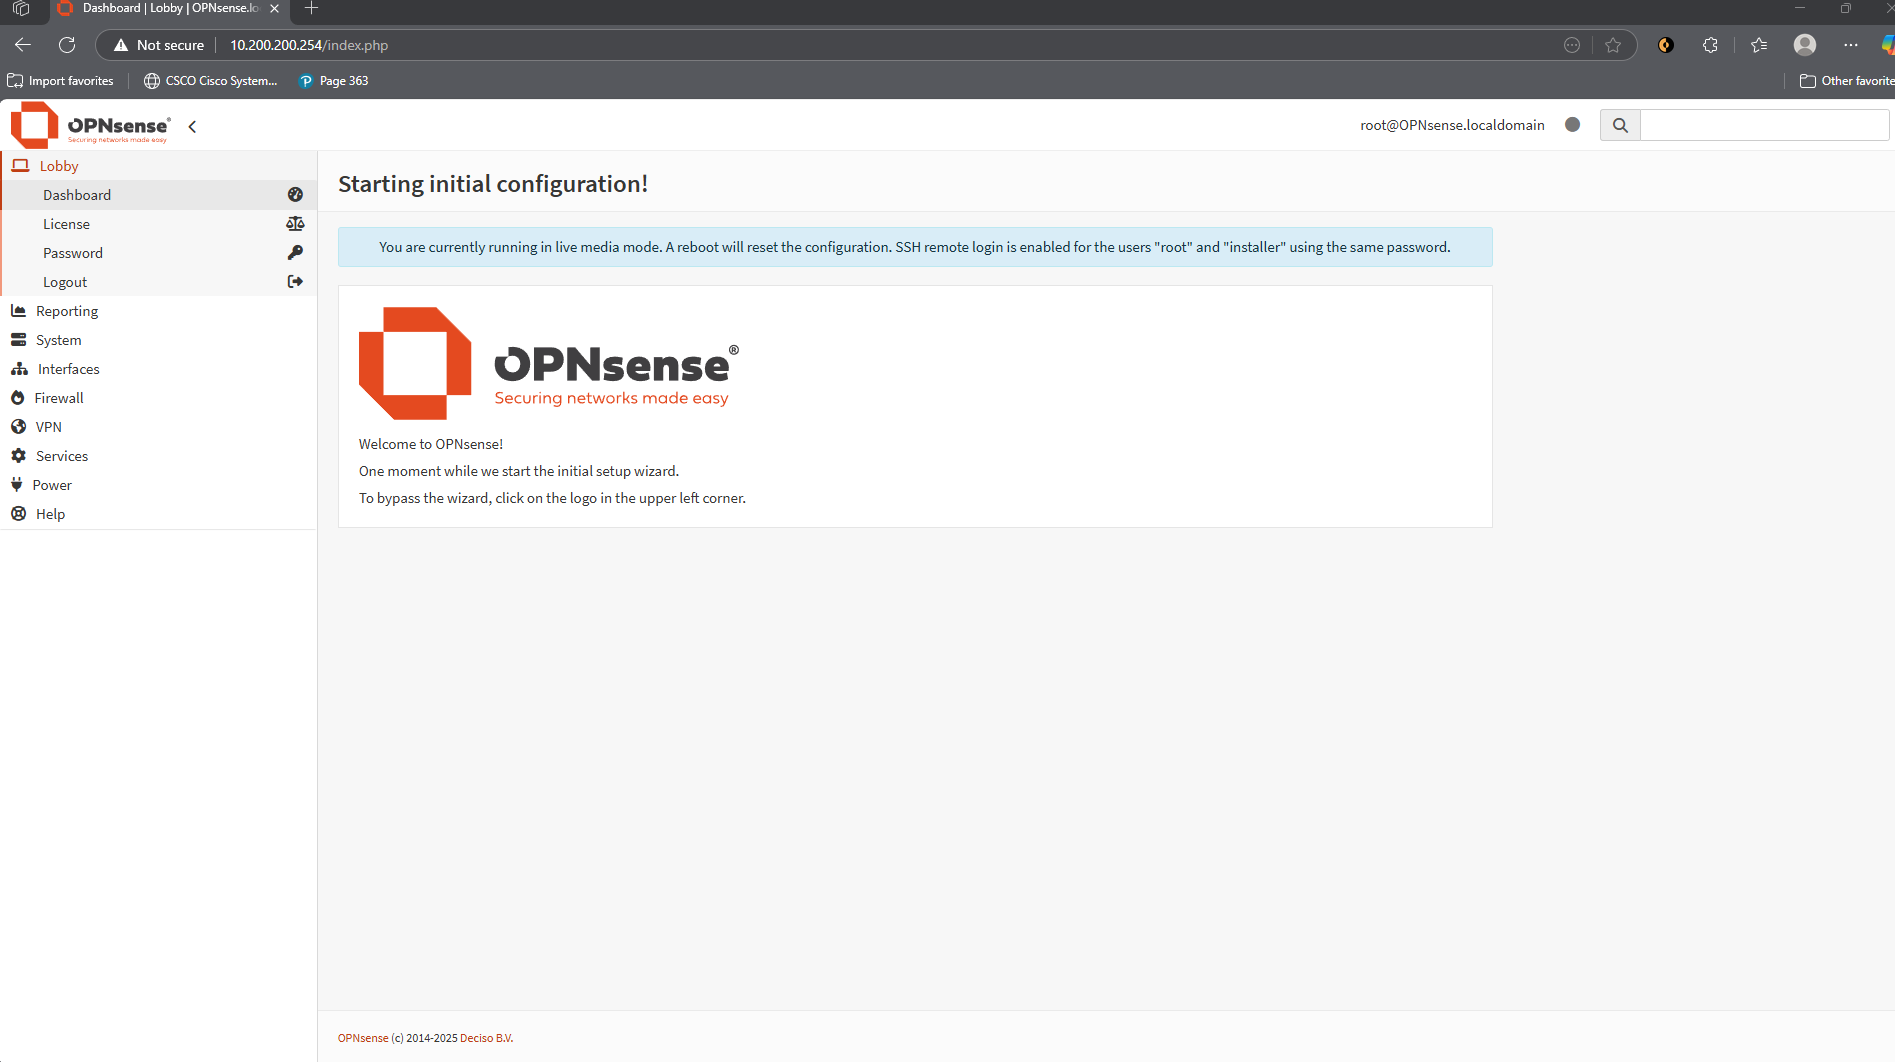 Dashboard | Lobby | OPNsense.lo
Not secure
10.200.200.254/index.php
Import favorites
CSCO Cisco System...
Page 363
Other favorite
OPNsense®
Securing networks made easy
root@OPNsense.localdomain
Lobby
Dashboard
License
Password
Logout
Reporting
System
Interfaces
Firewall
VPN
Services
Power
Help
Starting initial configuration!
You are currently running in live media mode. A reboot will reset the configuration. SSH remote login is enabled for the users "root" and "installer" using the same password.
OPNsense®
Securing networks made easy
Welcome to OPNsense!
One moment while we start the initial setup wizard.
To bypass the wizard, click on the logo in the upper left corner.
OPNsense (c) 2014-2025 Deciso B.V.